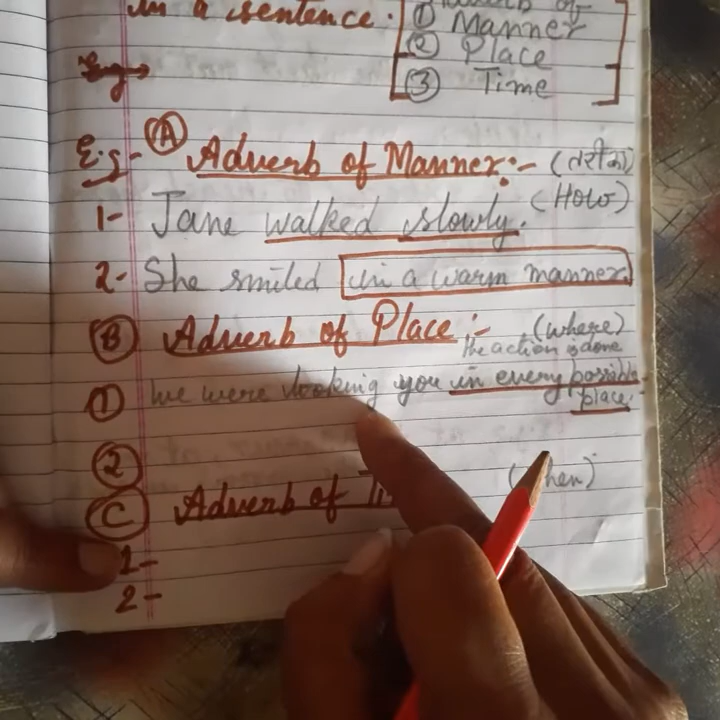 in a sentence.
① Manner
② Place
③ Time
E.g- Ⓐ Adverb of Manner:- (तरीका)
(How)
1- Jane walked slowly.
2- She smiled in a warm manner.
Ⓑ Adverb of Place:- (where)
the action is done
① We were looking you in every possible
place.
②
Ⓒ Adverb of
1-
2-